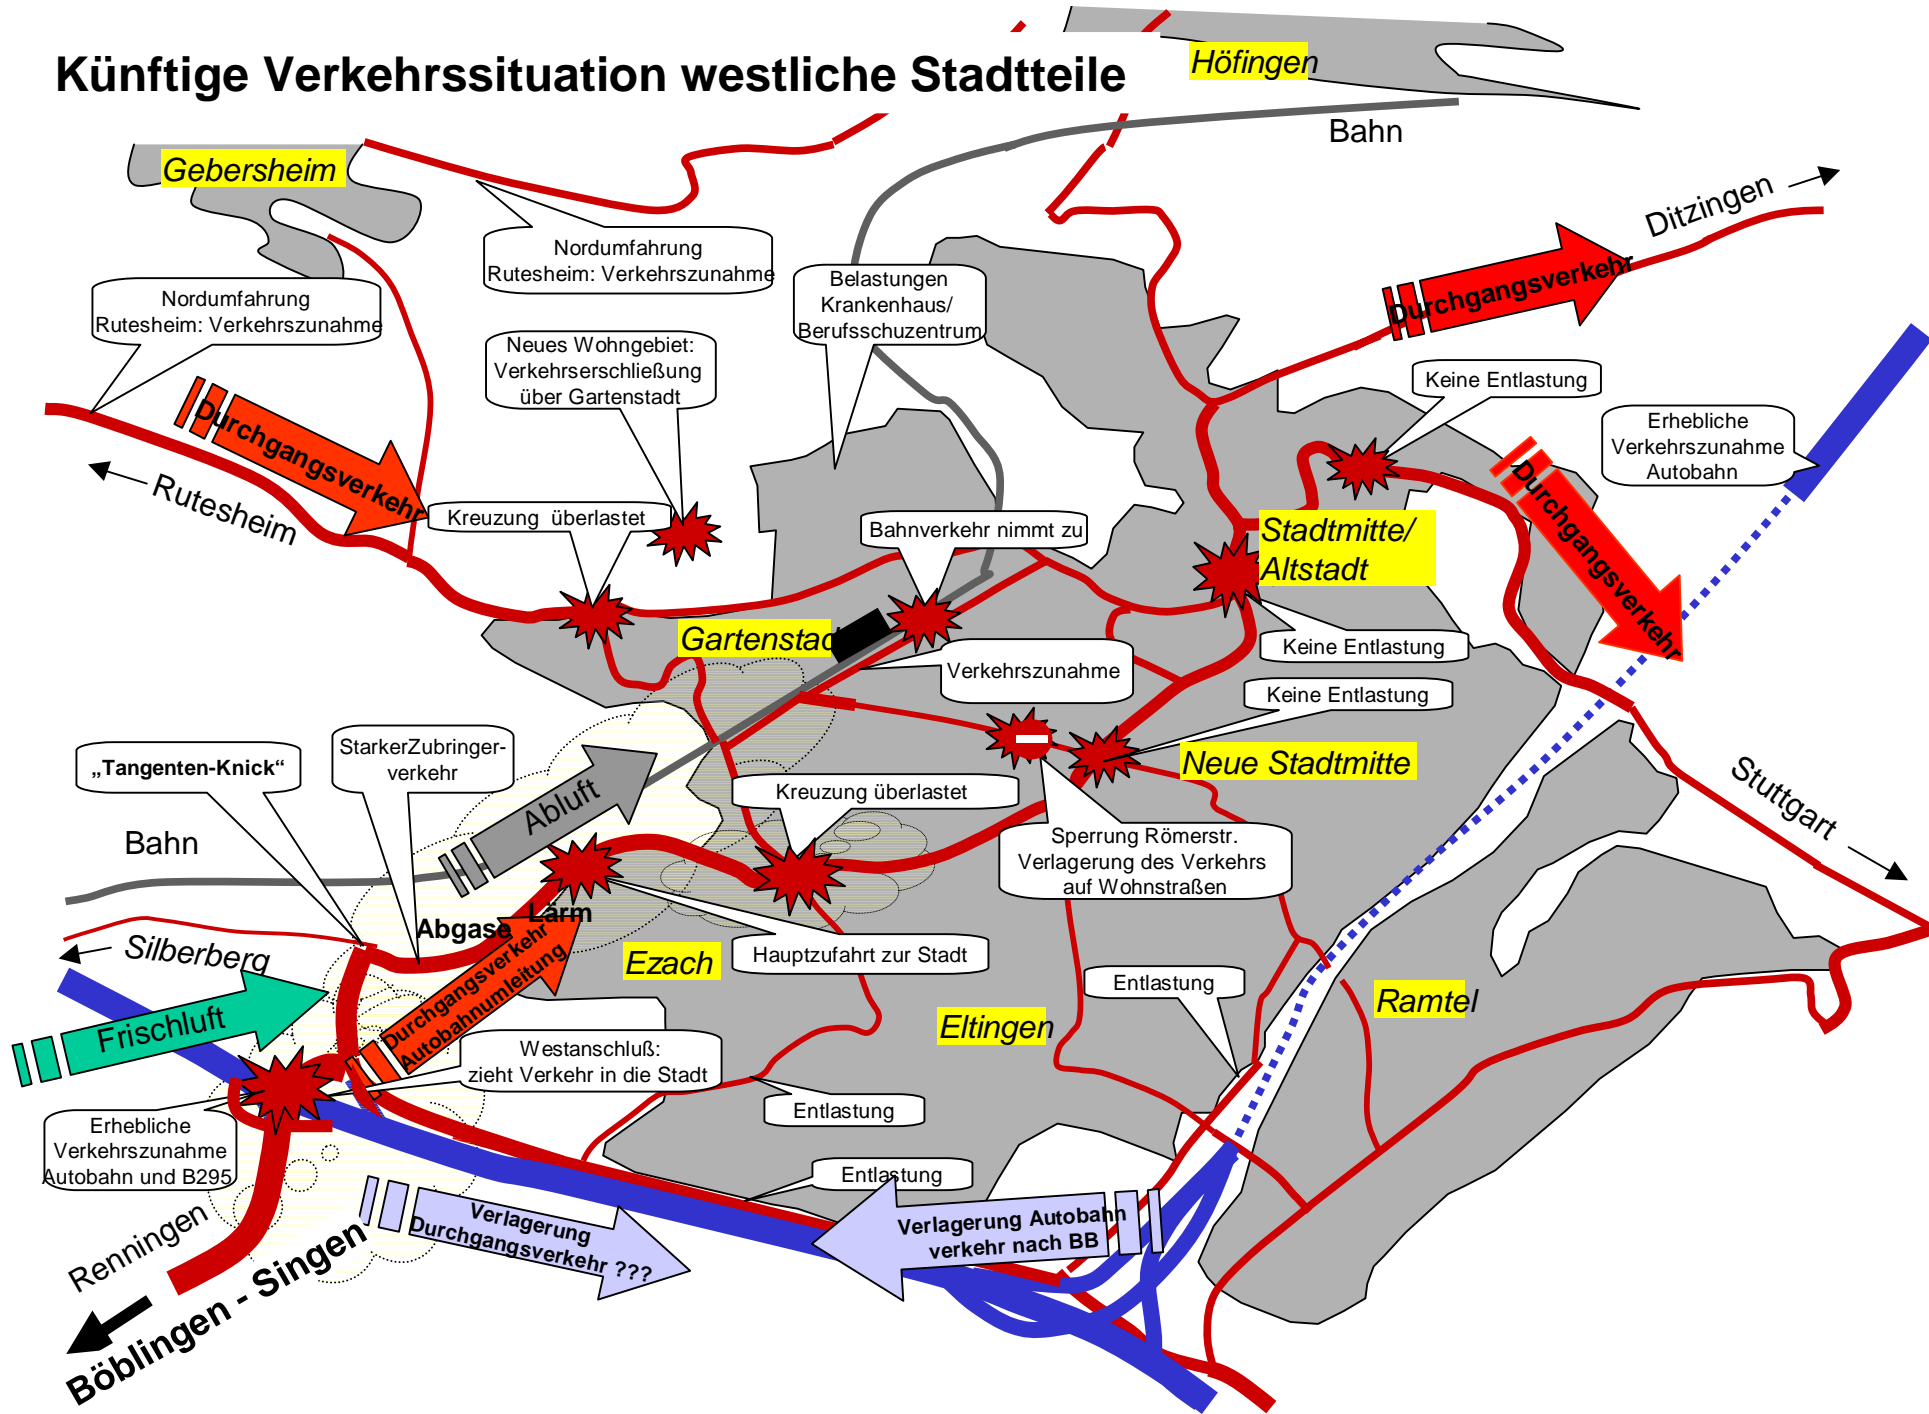 Künftige Verkehrssituation westliche Stadtteile
Höfingen
Bahn
Gebersheim
Ditzingen
Nordumfahrung
Rutesheim: Verkehrszunahme
Nordumfahrung
Rutesheim: Verkehrszunahme
Belastungen
Krankenhaus/
Berufsschuzentrum
Durchgangsverkehr
Neues Wohngebiet:
Verkehrserschließung
über Gartenstadt
Keine Entlastung
Erhebliche
Verkehrszunahme
Autobahn
Durchgangsverkehr
Rutesheim
Kreuzung überlastet
Bahnverkehr nimmt zu
Stadtmitte/
Altstadt
Durchgangsverkehr
Gartenstad
Verkehrszunahme
Keine Entlastung
Keine Entlastung
„Tangenten-Knick“
StarkerZubringer-
verkehr
Neue Stadtmitte
Abluft
Kreuzung überlastet
Stuttgart
Bahn
Sperrung Römerstr.
Verlagerung des Verkehrs
auf Wohnstraßen
Lärm
Abgase
Silberberg
Ezach
Hauptzufahrt zur Stadt
Entlastung
Ramtel
Eltingen
Frischluft
Durchgangsverkehr
Autobahnumleitung
Westanschluß:
zieht Verkehr in die Stadt
Entlastung
Erhebliche
Verkehrszunahme
Autobahn und B295
Entlastung
Verlagerung
Durchgangsverkehr ???
Verlagerung Autobahn
verkehr nach BB
Renningen
Böblingen - Singen